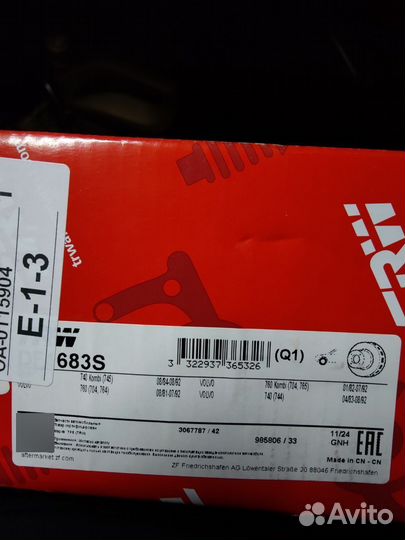 trwa
TRW
OA-0115904
E-1-3
683S
3 322937 365326
(Q1)
740 Kombi (745) 08/84-08/92 VOLVO 760 Kombi (704, 765) 01/82-07/92
VOLVO 760 (704, 764) 08/81-07/92 VOLVO 740 (744) 04/83-08/92
3067787 / 42
985806 / 33
11/24
GNH
EAC
Made in CN - CN
aftermarket.zf.com
ZF Friedrichshafen AG Löwentaler Straße 20 88046 Friedrichshafen
Avito